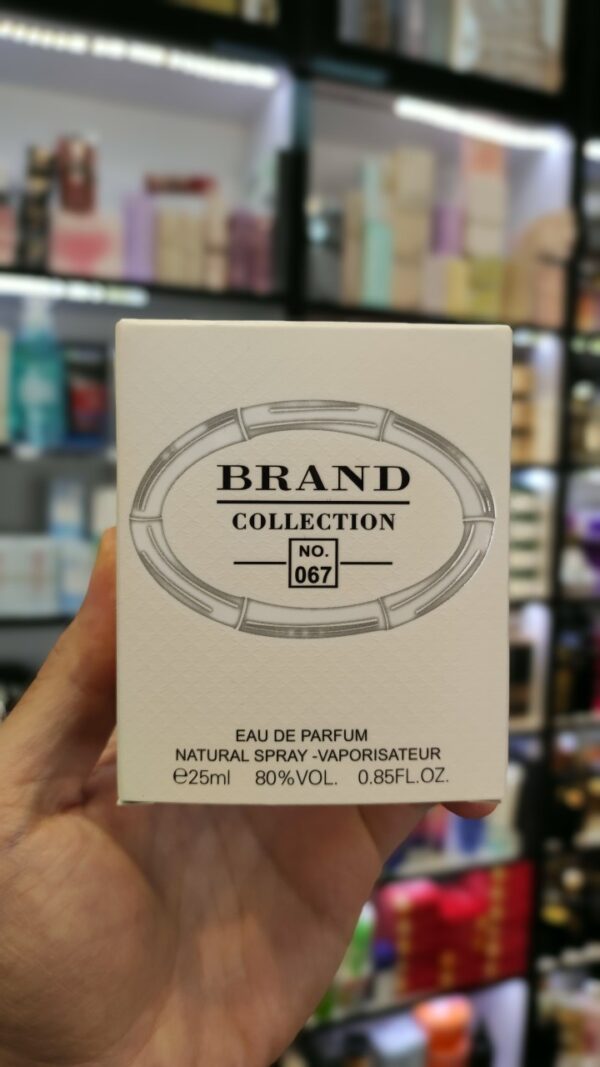 BRAND
COLLECTION
NO.
067
EAU DE PARFUM
NATURAL SPRAY -VAPORISATEUR
℮25ml 80%VOL. 0.85FL.OZ.